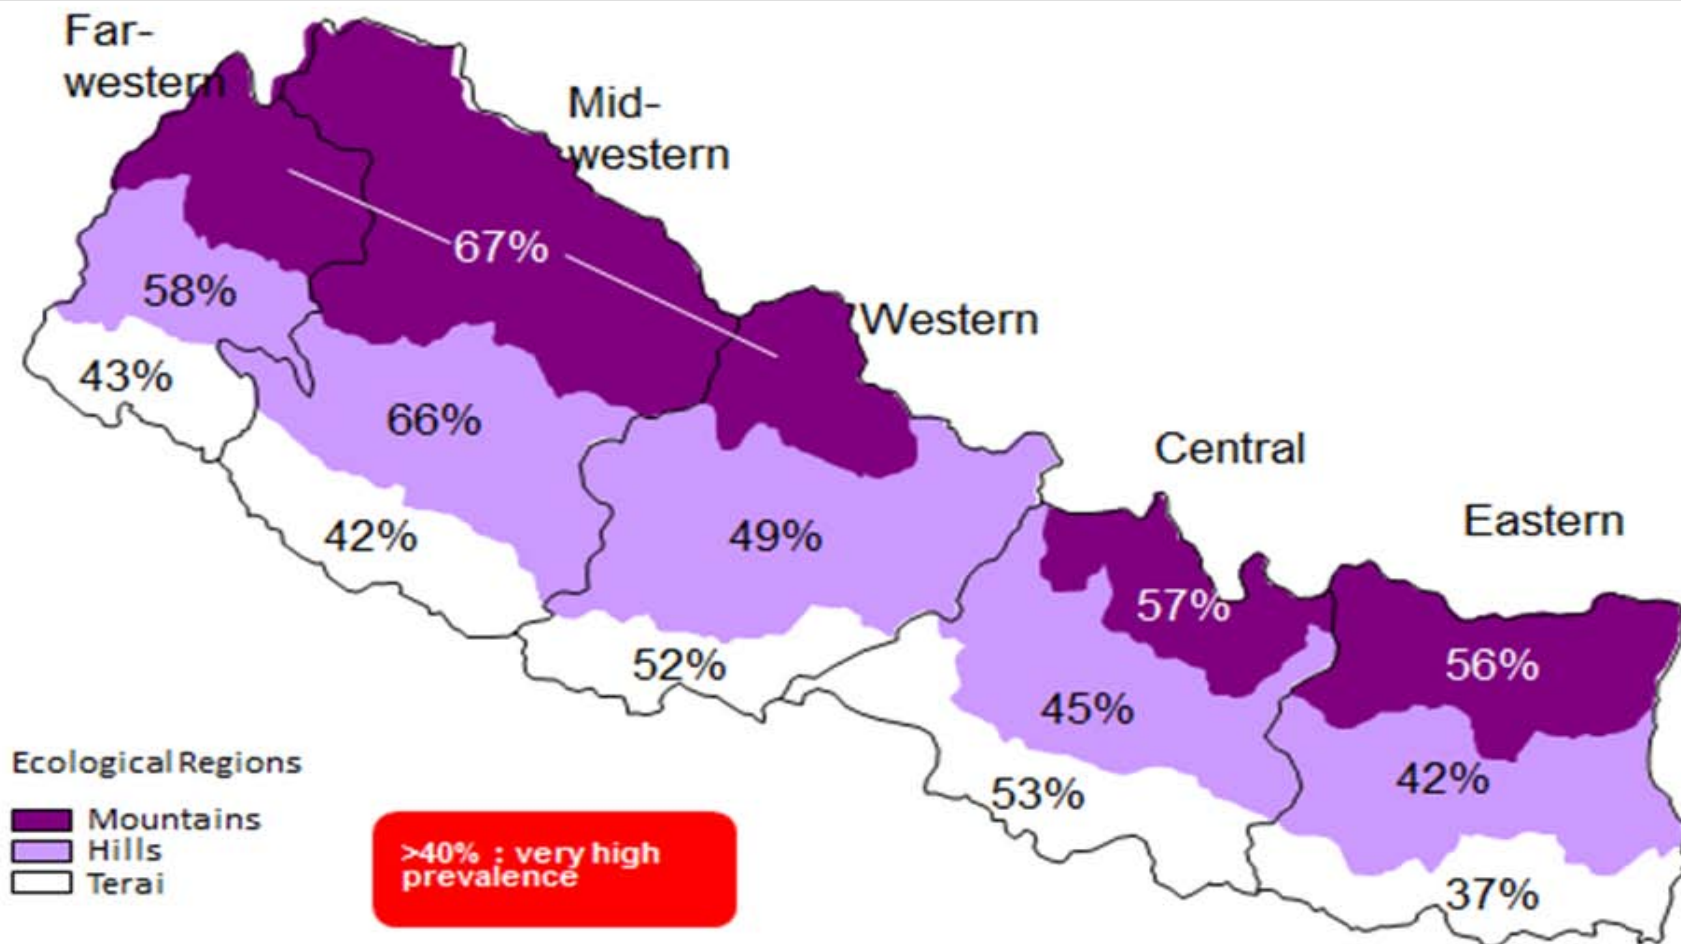 Far-
western
Mid-
western
67%
58%
Western
43%
66%
Central
42%
49%
Eastern
57%
52%
56%
45%
42%
53%
37%
Ecological Regions
Mountains
Hills
Terai
>40% : very high
prevalence